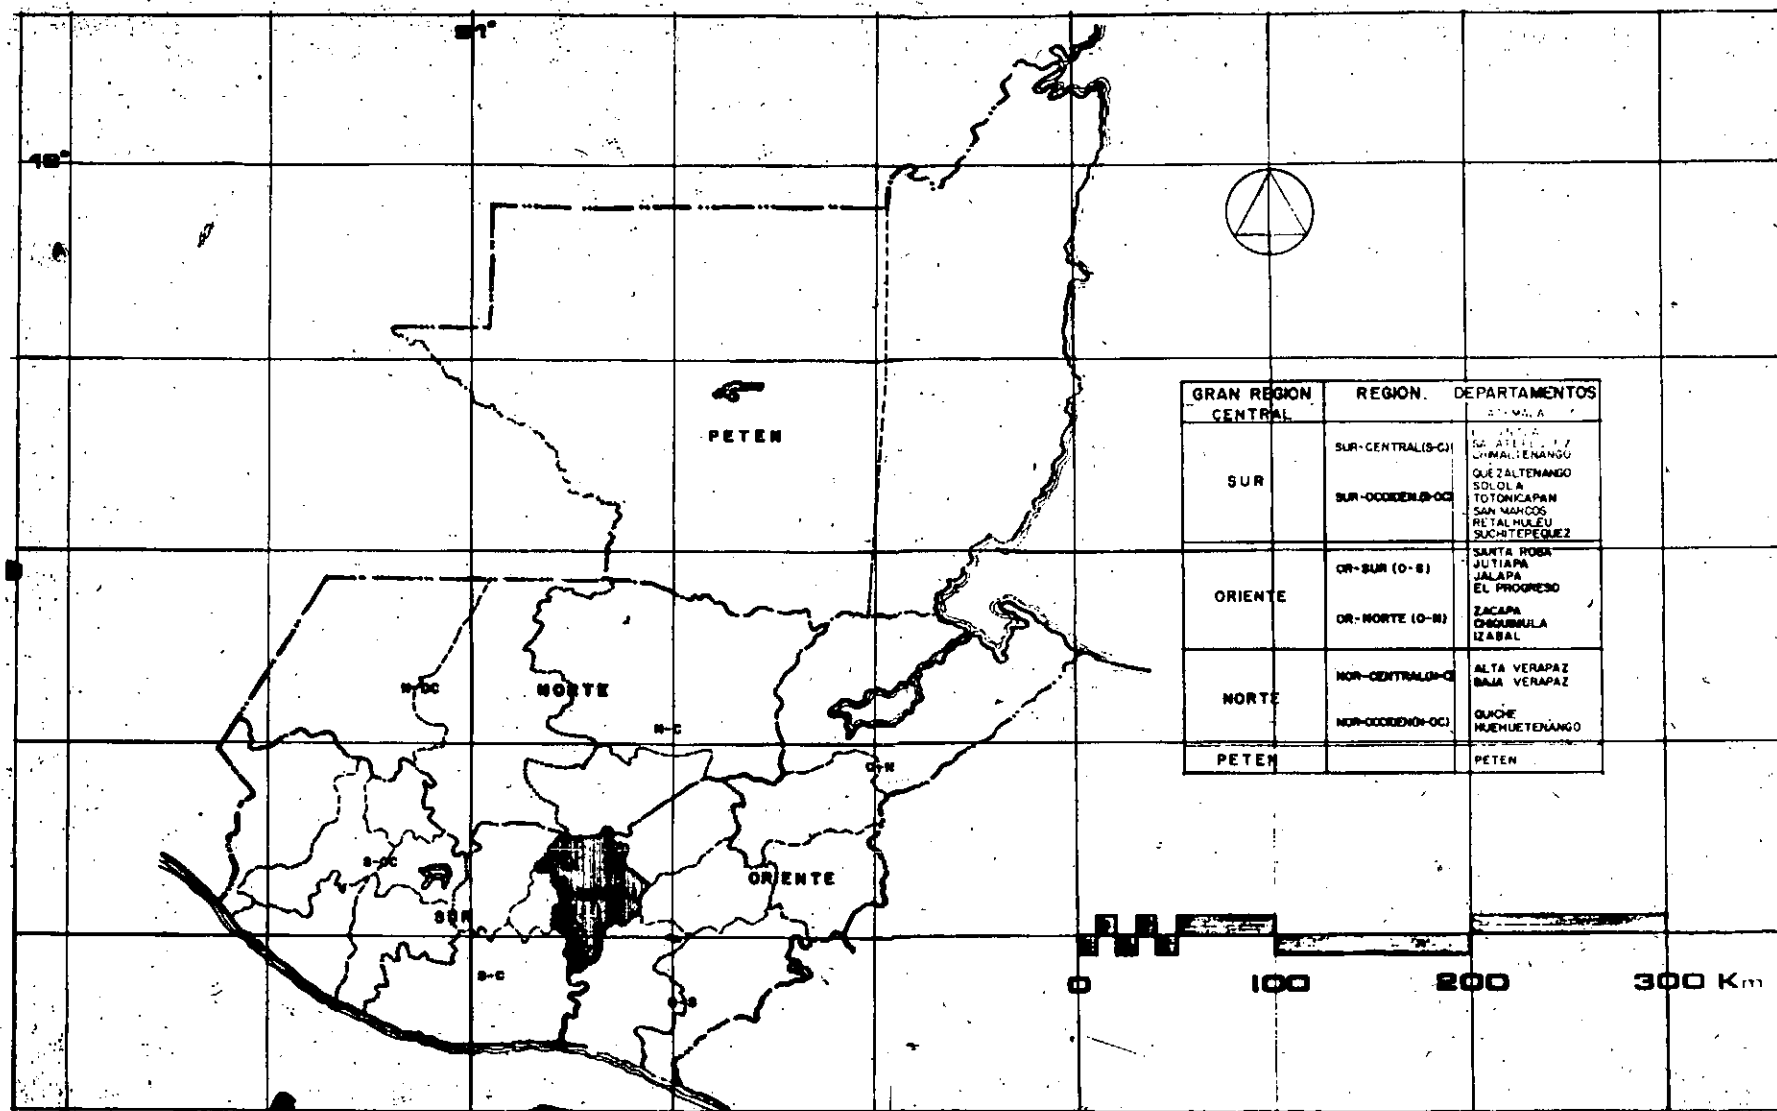 91°
18°
PETEN
N-OC
NORTE
N-C
O-N
S-OC
ORIENTE
SUR
S-C
O-S
GRAN REGION REGION. DEPARTAMENTOS
CENTRAL
SUR
SUR-CENTRAL(S-C)
CHIMALTENANGO
SUR-OCCIDEN.(S-OC)
QUEZALTENANGO
SOLOLA
TOTONICAPAN
SAN MARCOS
RETALHULEU
SUCHITEPEQUEZ
ORIENTE
OR-SUR (O-S)
SANTA ROSA
JUTIAPA
JALAPA
EL PROGRESO
OR-NORTE (O-N)
ZACAPA
CHIQUIMULA
IZABAL
NORTE
NOR-CENTRAL(N-C)
ALTA VERAPAZ
BAJA VERAPAZ
NOR-OCCIDEN(N-OC)
QUICHE
HUEHUETENANGO
PETEN PETEN
0 100 200 300 Km